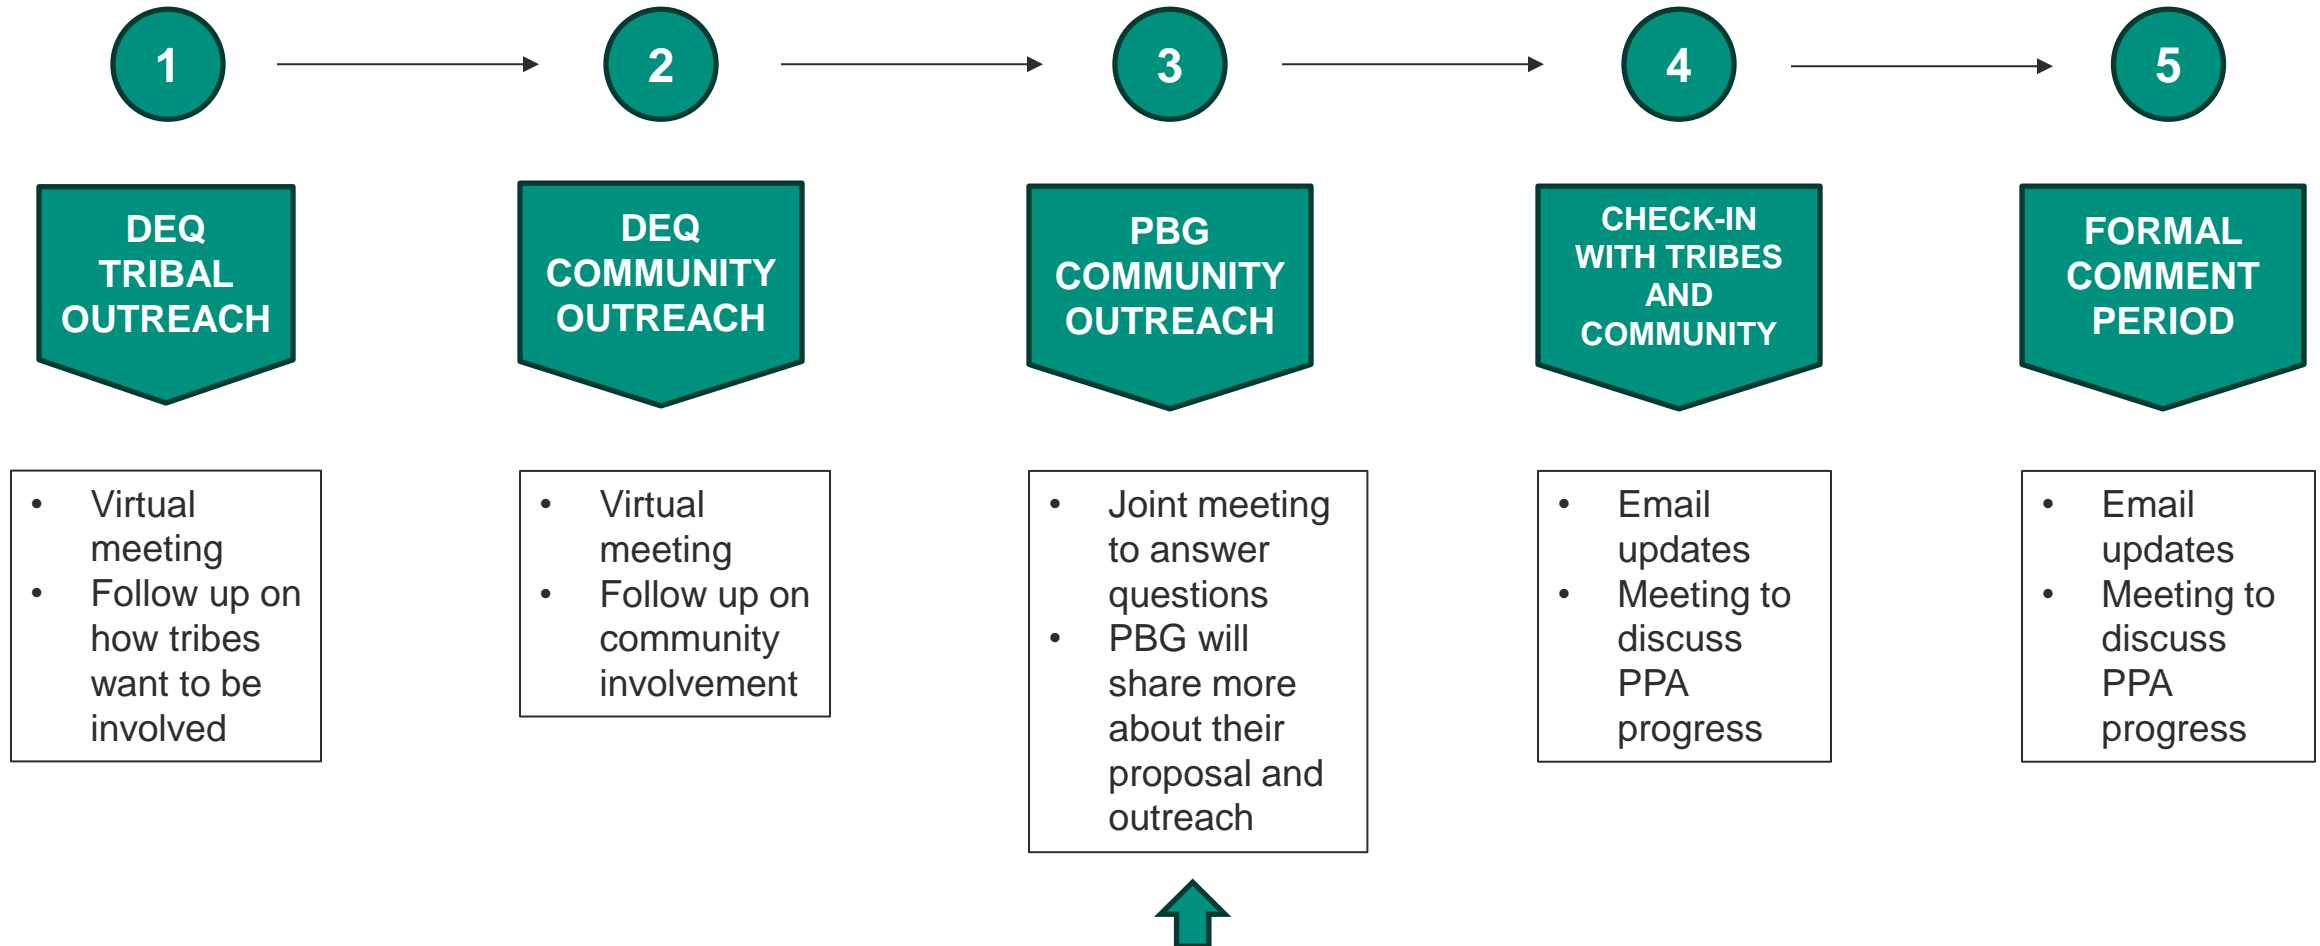 1
2
3
4
5
DEQ
TRIBAL
OUTREACH
DEQ
COMMUNITY
OUTREACH
PBG
COMMUNITY
OUTREACH
CHECK-IN
WITH TRIBES
AND
COMMUNITY
FORMAL
COMMENT
PERIOD
• Virtual
meeting
• Follow up on
how tribes
want to be
involved
• Virtual
meeting
• Follow up on
community
involvement
• Joint meeting
to answer
questions
• PBG will
share more
about their
proposal and
outreach
• Email
updates
• Meeting to
discuss
PPA
progress
• Email
updates
• Meeting to
discuss
PPA
progress